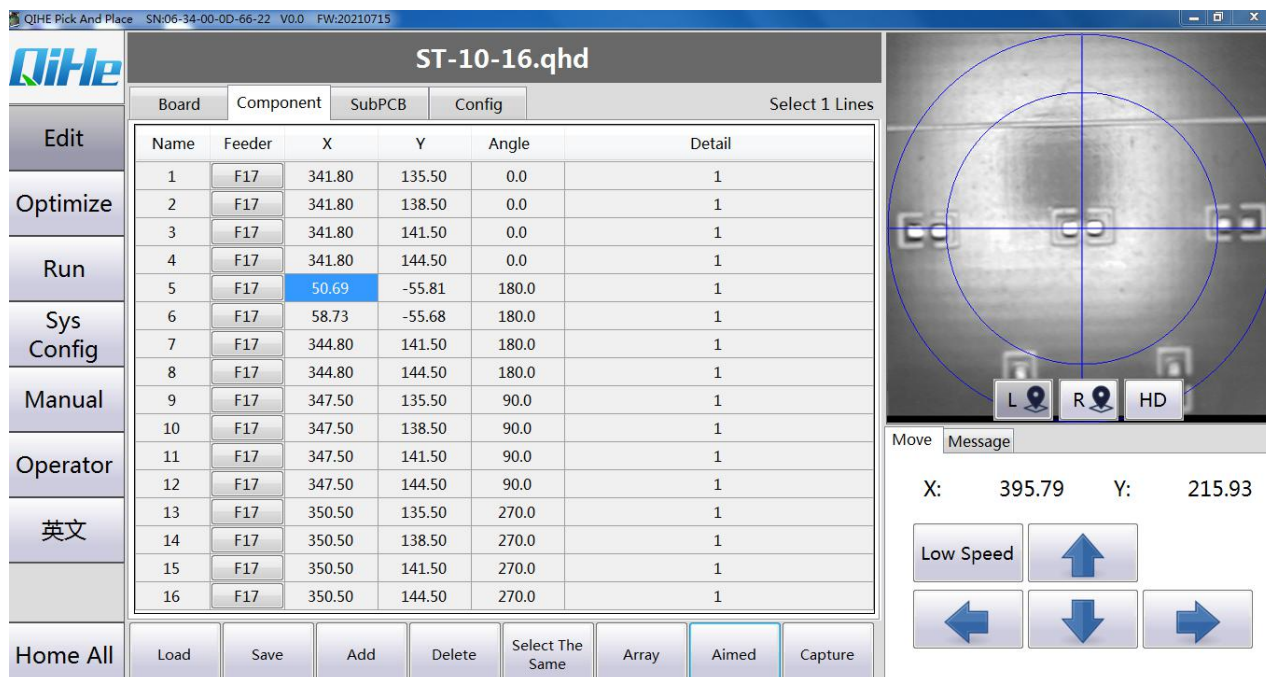 QIHE Pick And Place SN:06-34-00-0D-66-22 V0.0 FW:20210715
QiHe
ST-10-16.qhd
Board Component SubPCB Config Select 1 Lines
Edit
Optimize
Run
Sys
Config
Manual
Operator
英文
Home All
Name Feeder X Y Angle Detail
1 F17 341.80 135.50 0.0 1
2 F17 341.80 138.50 0.0 1
3 F17 341.80 141.50 0.0 1
4 F17 341.80 144.50 0.0 1
5 F17 50.69 -55.81 180.0 1
6 F17 58.73 -55.68 180.0 1
7 F17 344.80 141.50 180.0 1
8 F17 344.80 144.50 180.0 1
9 F17 347.50 135.50 90.0 1
10 F17 347.50 138.50 90.0 1
11 F17 347.50 141.50 90.0 1
12 F17 347.50 144.50 90.0 1
13 F17 350.50 135.50 270.0 1
14 F17 350.50 138.50 270.0 1
15 F17 350.50 141.50 270.0 1
16 F17 350.50 144.50 270.0 1
Load Save Add Delete Select The Same Array Aimed Capture
L R HD
Move Message
X: 395.79 Y: 215.93
Low Speed